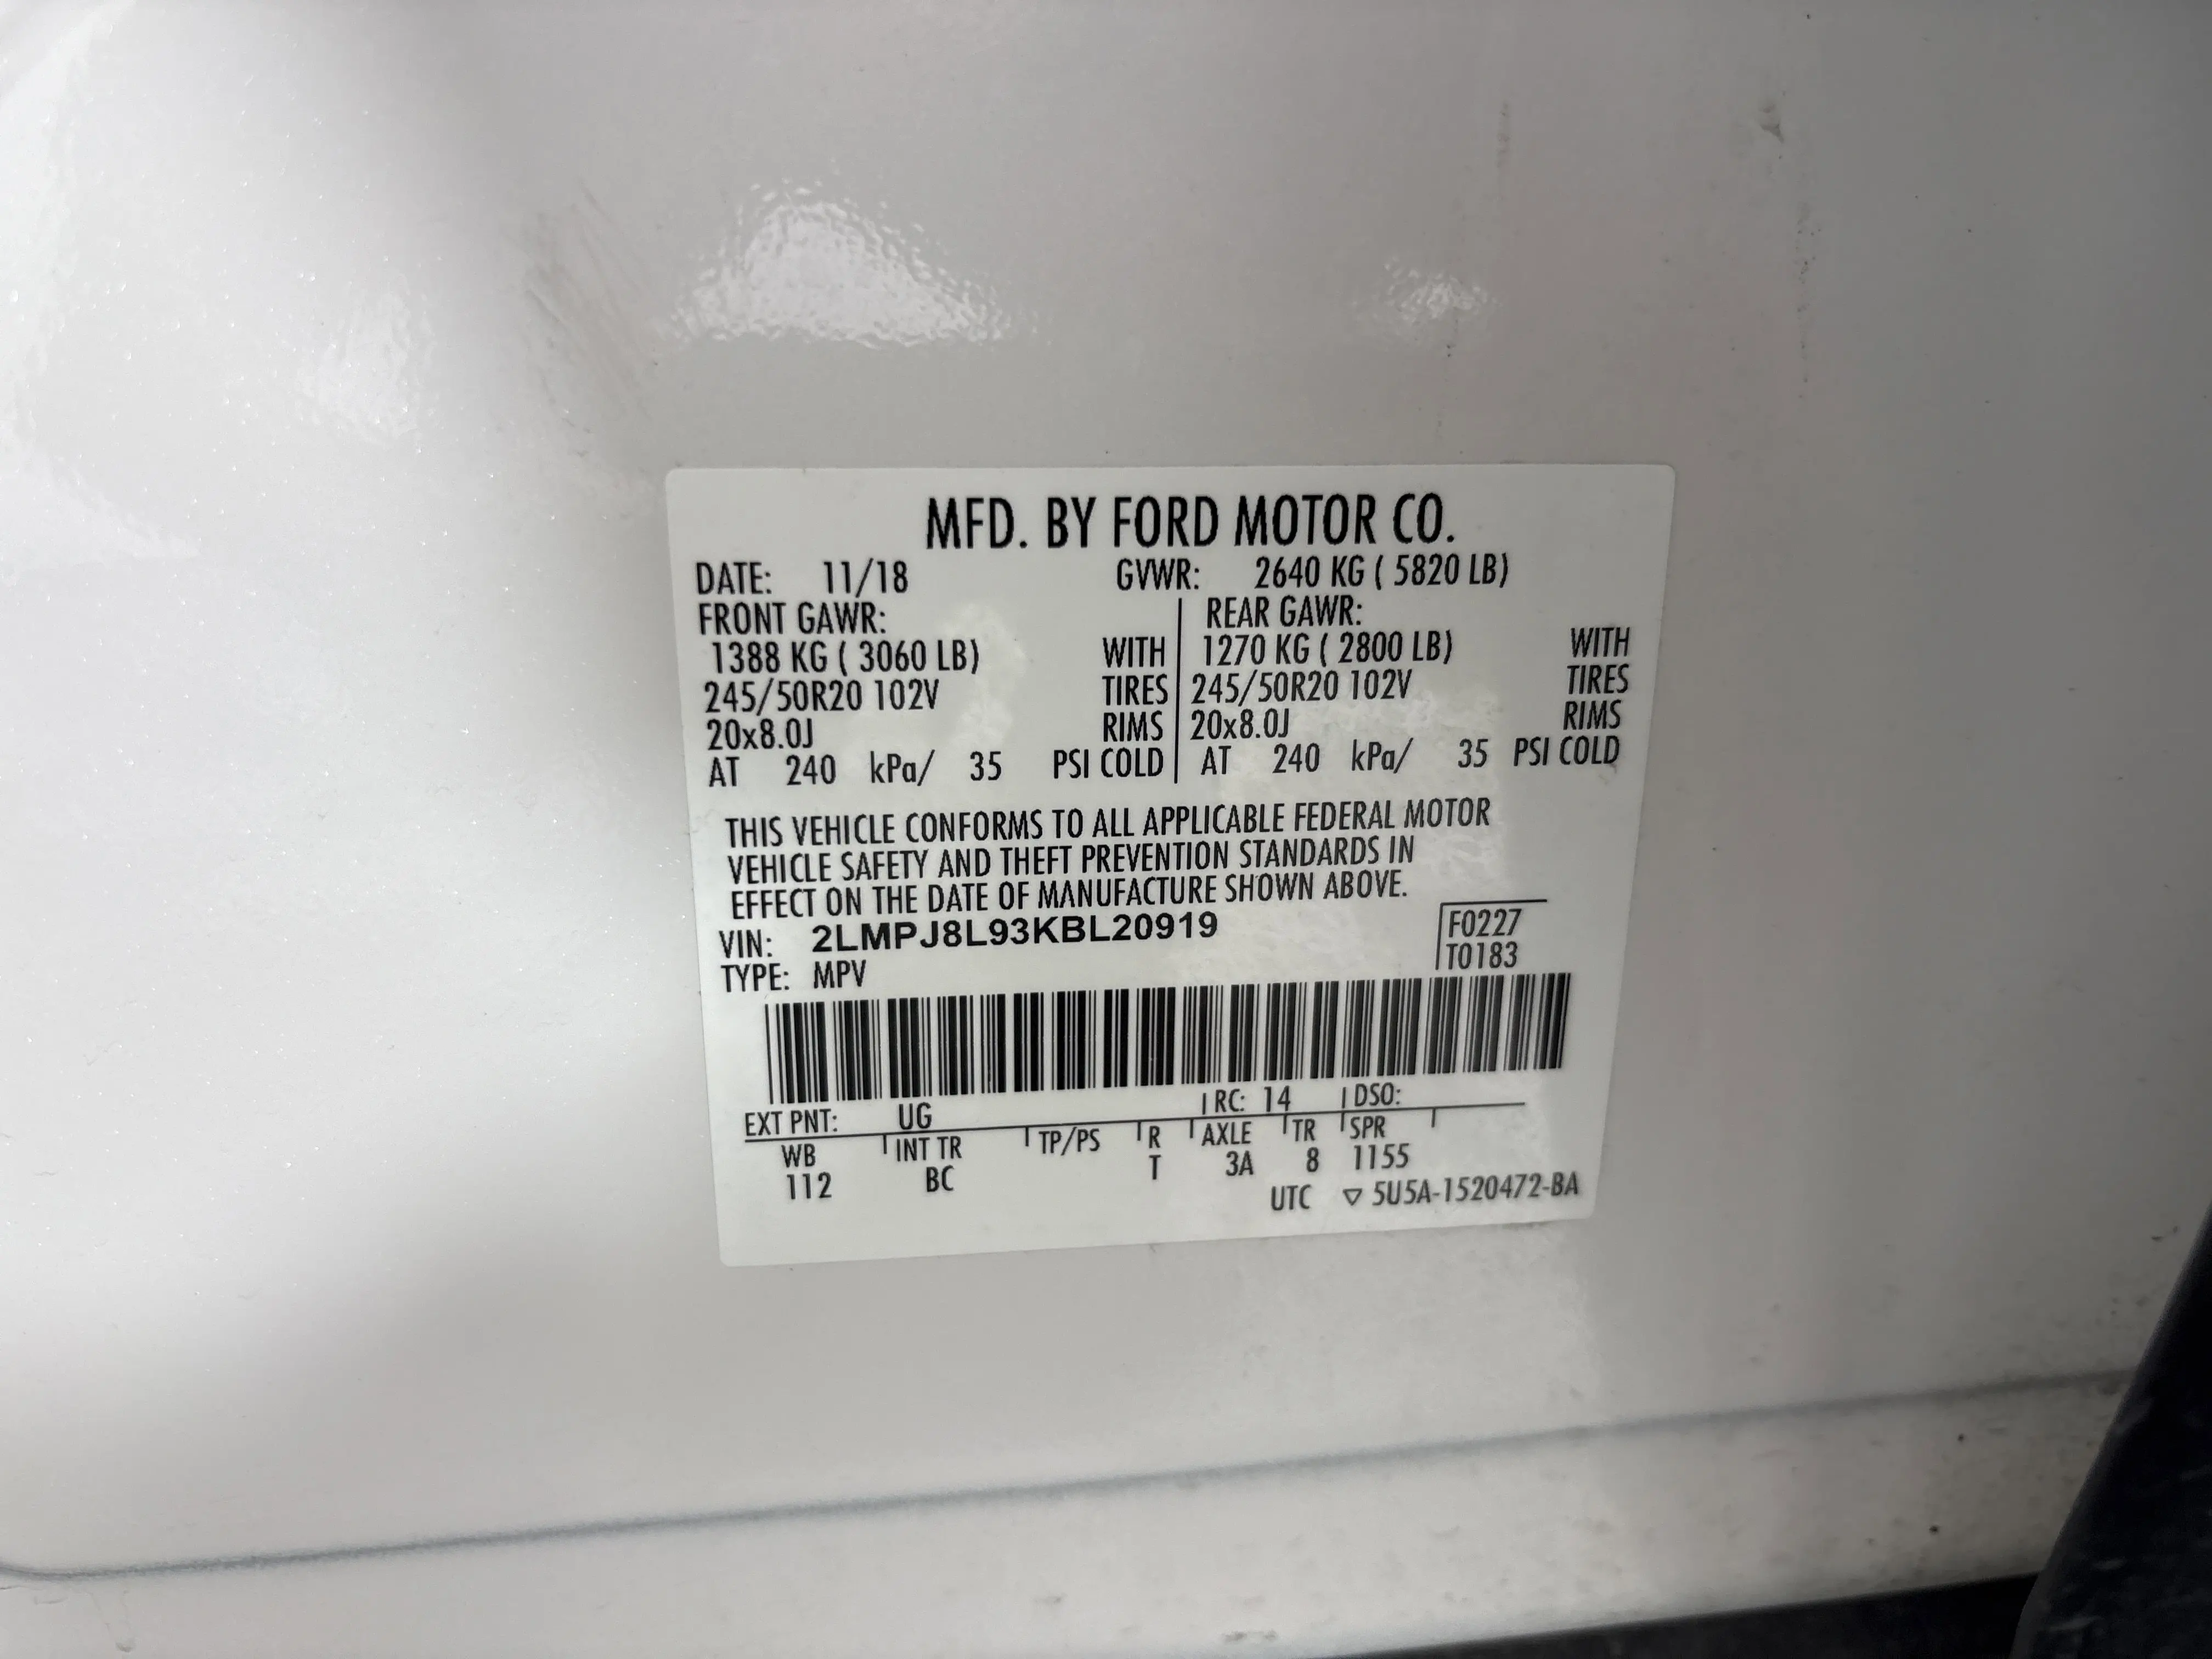 MFD. BY FORD MOTOR CO.
DATE: 11/18 GVWR: 2640 KG ( 5820 LB)
FRONT GAWR: REAR GAWR:
1388 KG ( 3060 LB) WITH 1270 KG ( 2800 LB) WITH
245/50R20 102V TIRES 245/50R20 102V TIRES
20x8.0J RIMS 20x8.0J RIMS
AT 240 kPa/ 35 PSI COLD AT 240 kPa/ 35 PSI COLD
THIS VEHICLE CONFORMS TO ALL APPLICABLE FEDERAL MOTOR
VEHICLE SAFETY AND THEFT PREVENTION STANDARDS IN
EFFECT ON THE DATE OF MANUFACTURE SHOWN ABOVE.
VIN: 2LMPJ8L93KBL20919 F0227
TYPE: MPV T0183
EXT PNT: UG RC: 14 DSO:
WB INT TR TP/PS R AXLE TR SPR
112 BC T 3A 8 1155
UTC ▽ 5U5A-1520472-BA